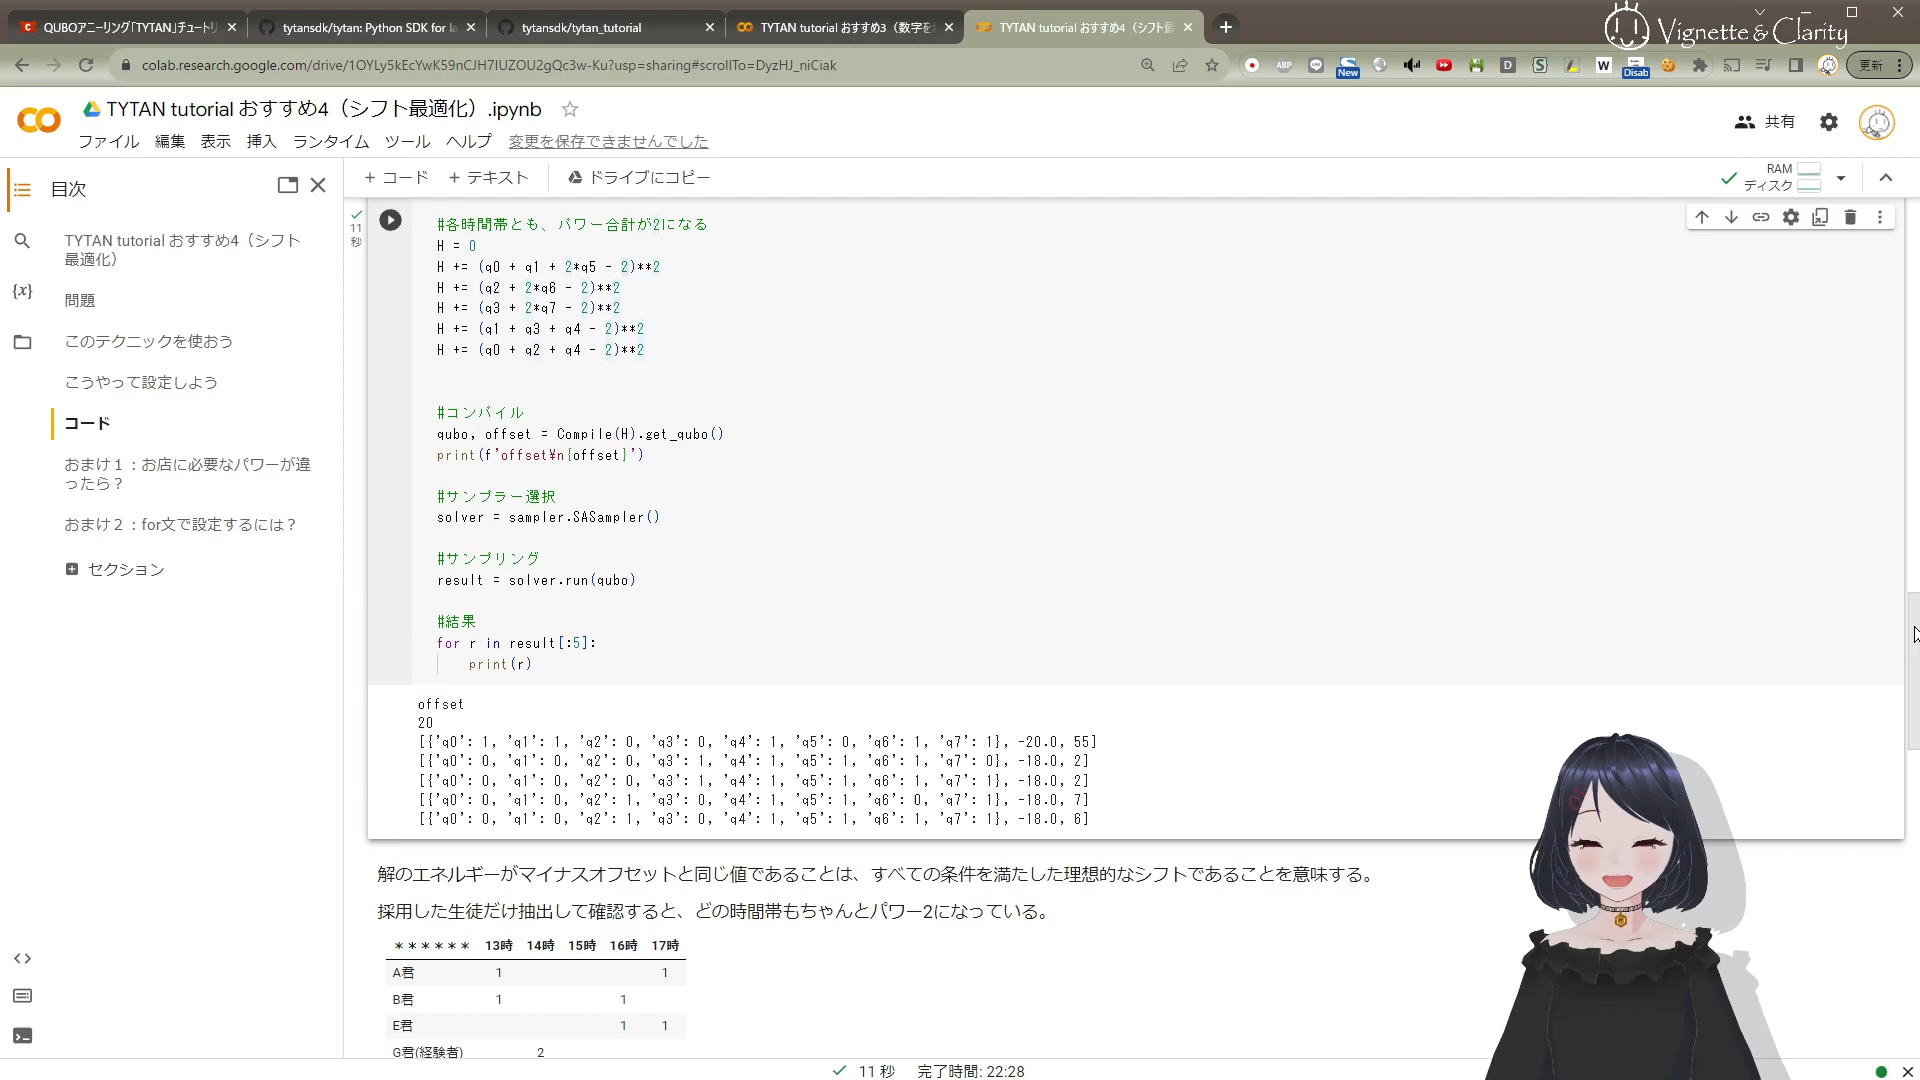 QUBOアニーリング「TYTAN」チュートリ
tytansdk/tytan: Python SDK for la
tytansdk/tytan_tutorial
TYTAN tutorial おすすめ3（数字を
TYTAN tutorial おすすめ4（シフト最
Vignette & Clarity
colab.research.google.com/drive/1OYLy5kEcYwK59nCJH7IUZOU2gQc3w-Ku?usp=sharing#scrollTo=DyzHJ_niCiak
ABP
New
D
S
W
Disab
更新
TYTAN tutorial おすすめ4（シフト最適化）.ipynb
ファイル 編集 表示 挿入 ランタイム ツール ヘルプ 変更を保存できませんでした
共有
目次
+ コード + テキスト ドライブにコピー
RAM
ディスク
TYTAN tutorial おすすめ4（シフト
最適化）
問題
このテクニックを使おう
こうやって設定しよう
コード
おまけ１：お店に必要なパワーが違
ったら？
おまけ２：for文で設定するには？
セクション
{x}
11
秒
#各時間帯とも、パワー合計が2になる
H = 0
H += (q0 + q1 + 2*q5 - 2)**2
H += (q2 + 2*q6 - 2)**2
H += (q3 + 2*q7 - 2)**2
H += (q1 + q3 + q4 - 2)**2
H += (q0 + q2 + q4 - 2)**2
#コンパイル
qubo, offset = Compile(H).get_qubo()
print(f'offset¥n{offset}')
#サンプラー選択
solver = sampler.SASampler()
#サンプリング
result = solver.run(qubo)
#結果
for r in result[:5]:
print(r)
offset
20
[{'q0': 1, 'q1': 1, 'q2': 0, 'q3': 0, 'q4': 1, 'q5': 0, 'q6': 1, 'q7': 1}, -20.0, 55]
[{'q0': 0, 'q1': 0, 'q2': 0, 'q3': 1, 'q4': 1, 'q5': 1, 'q6': 1, 'q7': 0}, -18.0, 2]
[{'q0': 0, 'q1': 0, 'q2': 0, 'q3': 1, 'q4': 1, 'q5': 1, 'q6': 1, 'q7': 1}, -18.0, 2]
[{'q0': 0, 'q1': 0, 'q2': 1, 'q3': 0, 'q4': 1, 'q5': 1, 'q6': 0, 'q7': 1}, -18.0, 7]
[{'q0': 0, 'q1': 0, 'q2': 1, 'q3': 0, 'q4': 1, 'q5': 1, 'q6': 1, 'q7': 1}, -18.0, 6]
解のエネルギーがマイナスオフセットと同じ値であることは、すべての条件を満たした理想的なシフトであることを意味する。
採用した生徒だけ抽出して確認すると、どの時間帯もちゃんとパワー2になっている。
＊＊＊＊＊＊ 13時 14時 15時 16時 17時
A君 1 1
B君 1 1
E君 1 1
G君(経験者) 2
11 秒 完了時間: 22:28